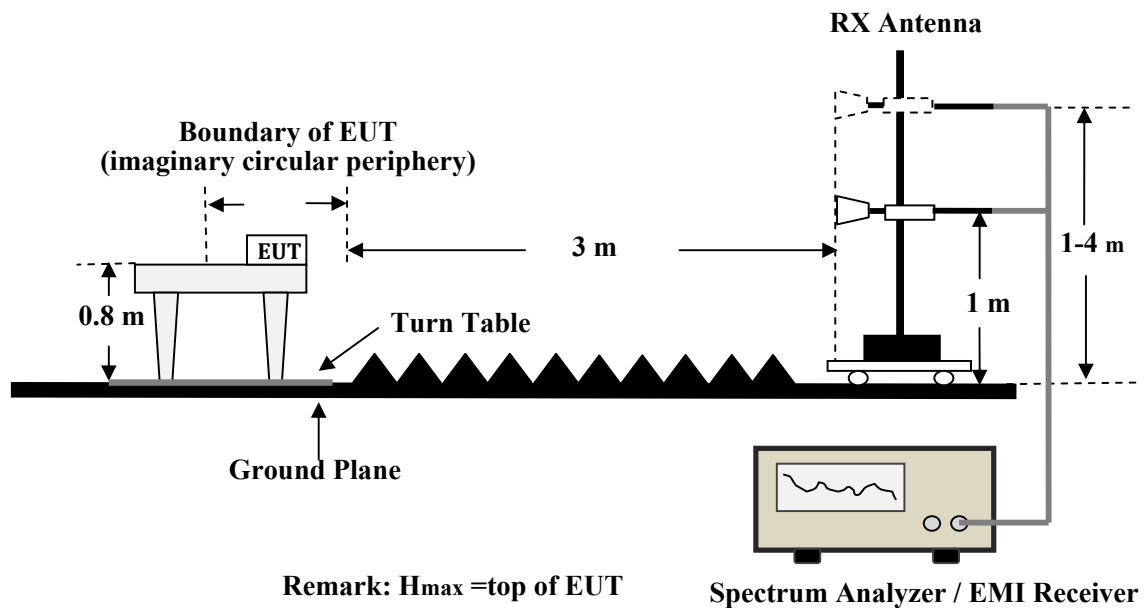 RX Antenna
Boundary of EUT
(imaginary circular periphery)
EUT
3 m
1-4 m
0.8 m
1 m
Turn Table
Ground Plane
Remark: Hmax =top of EUT
Spectrum Analyzer / EMI Receiver